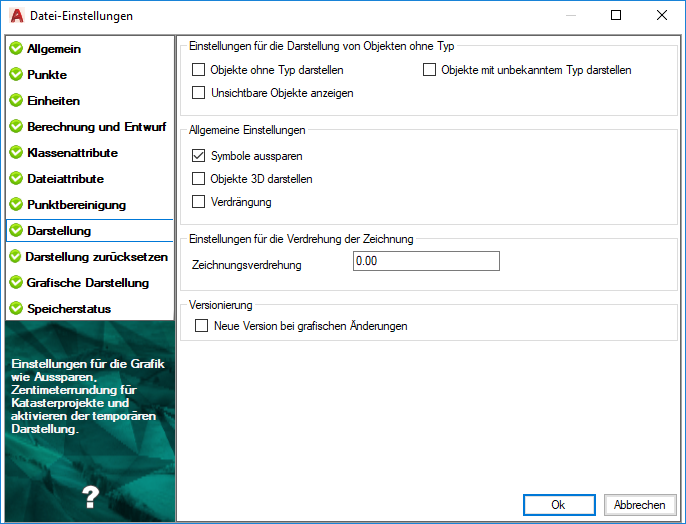 Datei-Einstellungen
Allgemein
Punkte
Einheiten
Berechnung und Entwurf
Klassenattribute
Dateiattribute
Punktbereinigung
Darstellung
Darstellung zurücksetzen
Grafische Darstellung
Speicherstatus
Einstellungen für die Grafik
wie Aussparen,
Zentimeterrundung für
Katasterprojekte und
aktivieren der temporären
Darstellung.
?
Einstellungen für die Darstellung von Objekten ohne Typ
Objekte ohne Typ darstellen
Objekte mit unbekanntem Typ darstellen
Unsichtbare Objekte anzeigen
Allgemeine Einstellungen
Symbole aussparen
Objekte 3D darstellen
Verdrängung
Einstellungen für die Verdrehung der Zeichnung
Zeichnungsverdrehung 0.00
Versionierung
Neue Version bei grafischen Änderungen
Ok Abbrechen